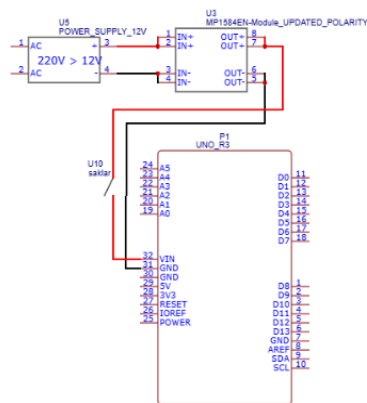 U5
POWER_SUPPLY_12V
1 AC + 3
2 AC - 4
220V > 12V
U3
MP1584EN-Module_UPDATED_POLARITY
1 IN+ OUT+ 8
2 IN+ OUT+ 7
3 IN- OUT- 6
4 IN- OUT- 5
U10
saklar
P1
UNO_R3
24 A5
23 A4
22 A3
21 A2
20 A1
19 A0
D0 11
D1 12
D2 13
D3 14
D4 15
D5 16
D6 17
D7 18
32 VIN
31 GND
30 GND
29 5V
28 3V3
27 RESET
26 IOREF
25 POWER
D8 1
D9 2
D10 3
D11 4
D12 5
D13 6
GND 7
AREF 8
SDA 9
SCL 10